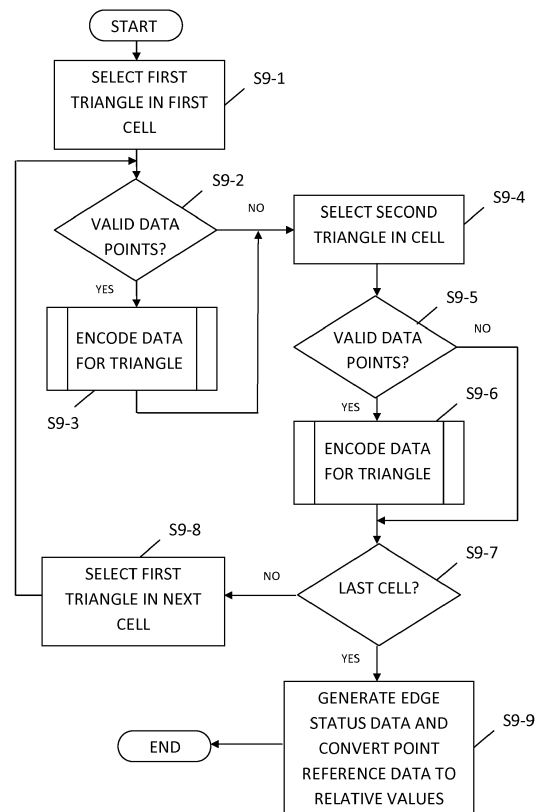 START
SELECT FIRST
TRIANGLE IN FIRST
CELL
S9-1
S9-2
VALID DATA
POINTS?
NO
YES
ENCODE DATA
FOR TRIANGLE
S9-3
SELECT SECOND
TRIANGLE IN CELL
S9-4
S9-5
VALID DATA
POINTS?
NO
YES
S9-6
ENCODE DATA
FOR TRIANGLE
S9-7
LAST CELL?
NO
S9-8
SELECT FIRST
TRIANGLE IN NEXT
CELL
YES
GENERATE EDGE
STATUS DATA AND
CONVERT POINT
REFERENCE DATA TO
RELATIVE VALUES
S9-9
END